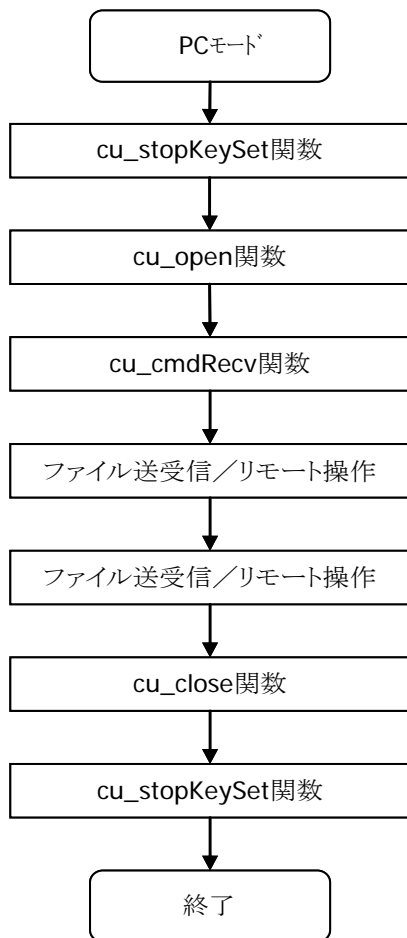 PCモード
cu_stopKeySet関数
cu_open関数
cu_cmdRecv関数
ファイル送受信／リモート操作
ファイル送受信／リモート操作
cu_close関数
cu_stopKeySet関数
終了